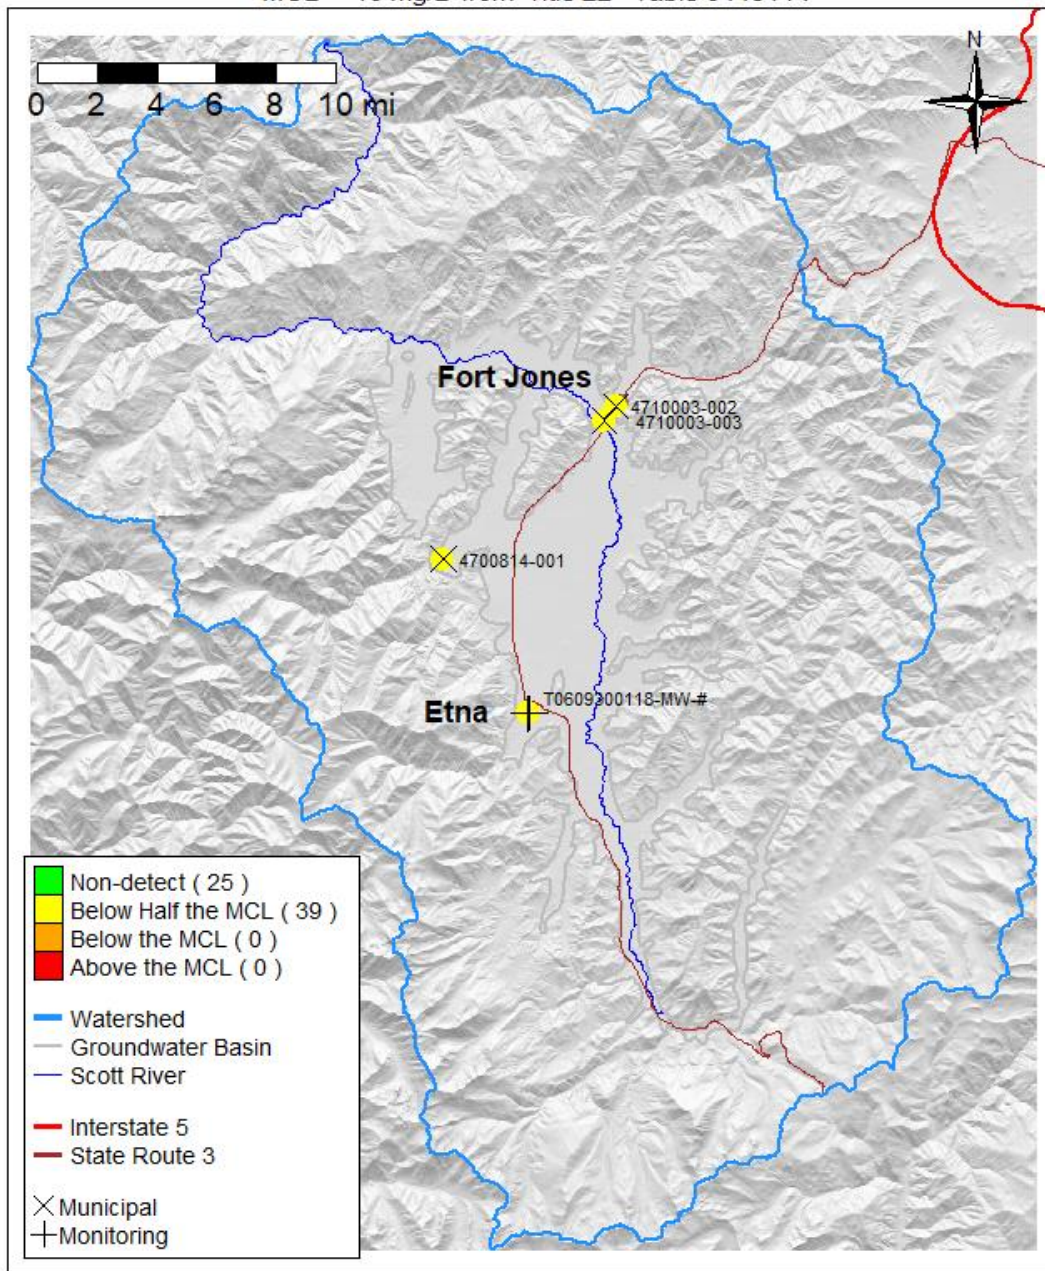 N
0 2 4 6 8 10 mi
Fort Jones
4710003-002
4710003-003
4700814-001
T0609300118-MW-#
Etna
Non-detect ( 25 )
Below Half the MCL ( 39 )
Below the MCL ( 0 )
Above the MCL ( 0 )
Watershed
Groundwater Basin
Scott River
Interstate 5
State Route 3
Municipal
Monitoring